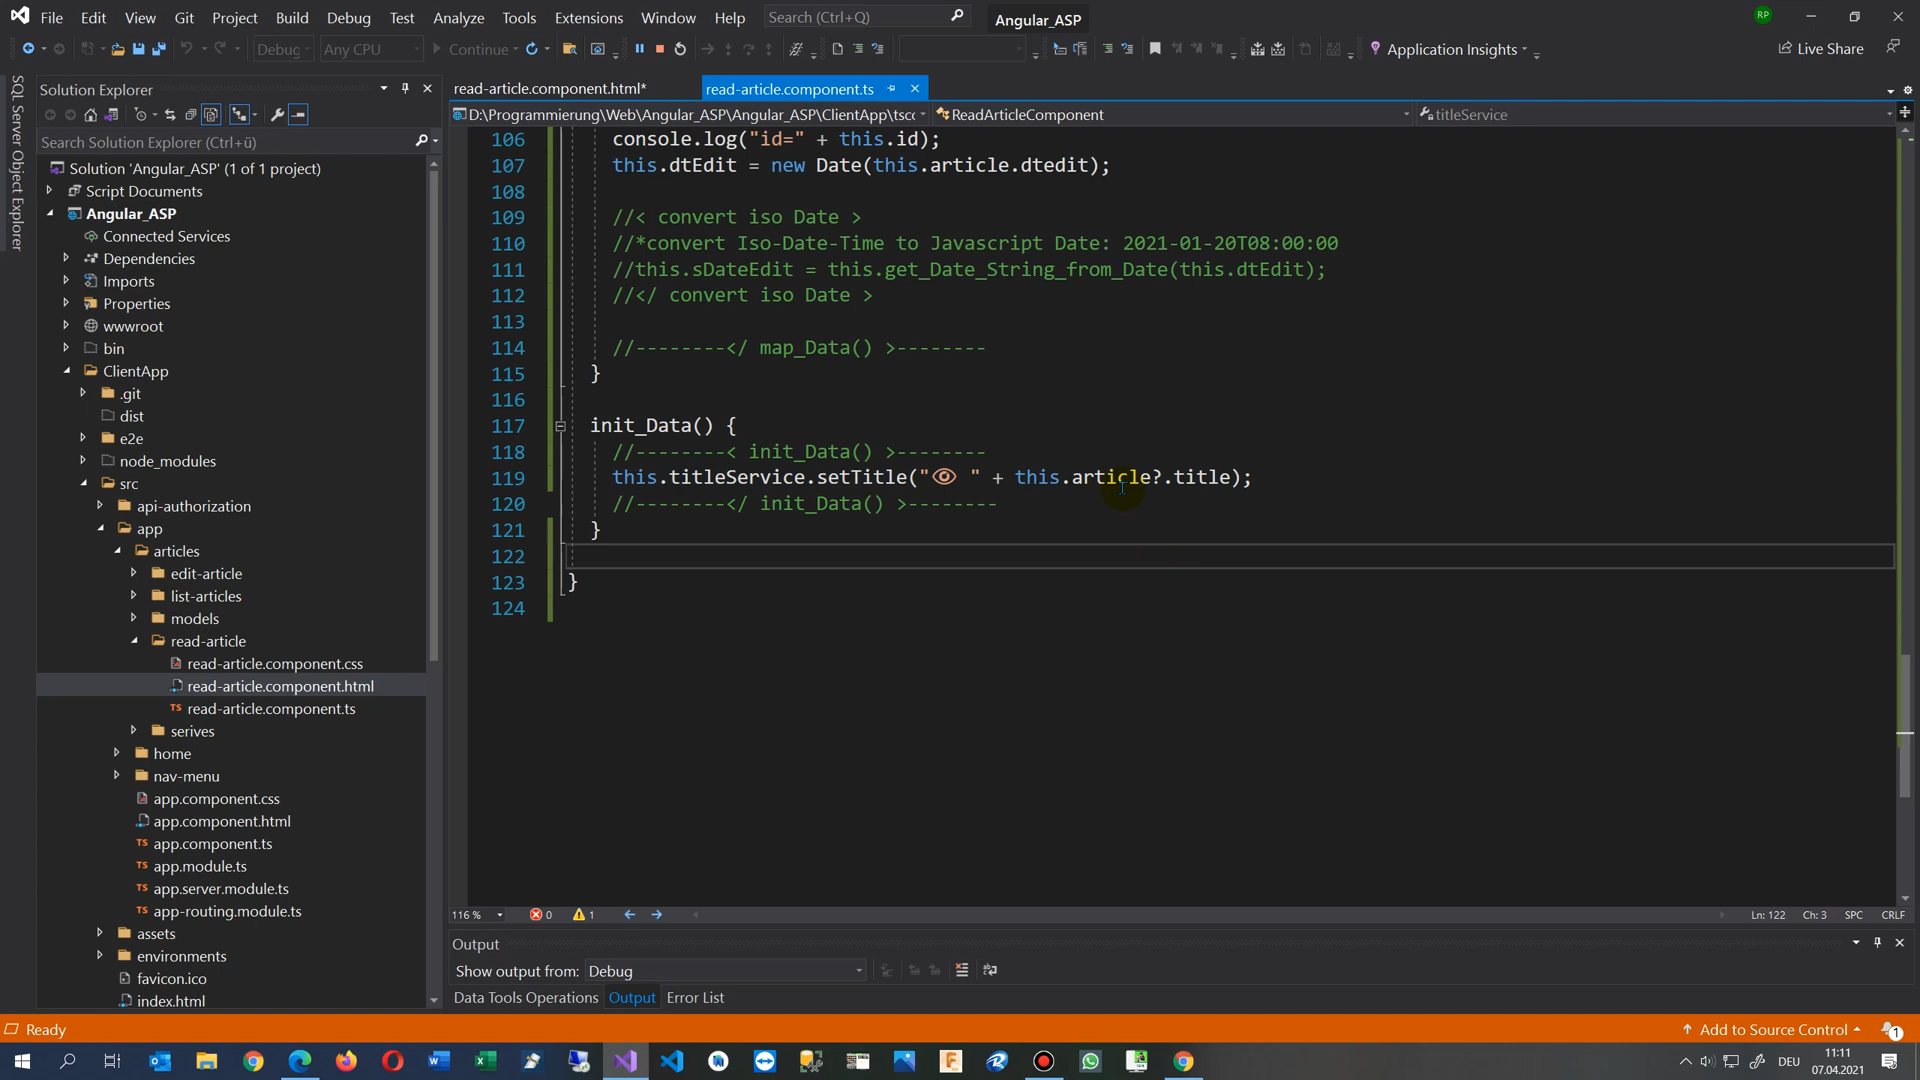 File Edit View Git Project Build Debug Test Analyze Tools Extensions Window Help Search (Ctrl+Q) Angular_ASP RP
Debug Any CPU Continue Application Insights Live Share
SQL Server Object Explorer
Solution Explorer
Search Solution Explorer (Ctrl+ü)
Solution 'Angular_ASP' (1 of 1 project)
Script Documents
Angular_ASP
Connected Services
Dependencies
Imports
Properties
wwwroot
bin
ClientApp
.git
dist
e2e
node_modules
src
api-authorization
app
articles
edit-article
list-articles
models
read-article
read-article.component.css
read-article.component.html
TS read-article.component.ts
serives
home
nav-menu
app.component.css
app.component.html
TS app.component.ts
TS app.module.ts
TS app.server.module.ts
TS app-routing.module.ts
assets
environments
favicon.ico
index.html
read-article.component.html* read-article.component.ts
D:\Programmierung\Web\Angular_ASP\Angular_ASP\ClientApp\tsco ReadArticleComponent titleService
106 console.log("id=" + this.id);
107 this.dtEdit = new Date(this.article.dtedit);
108
109 //< convert iso Date >
110 //*convert Iso-Date-Time to Javascript Date: 2021-01-20T08:00:00
111 //this.sDateEdit = this.get_Date_String_from_Date(this.dtEdit);
112 //</ convert iso Date >
113
114 //--------</ map_Data() >--------
115 }
116
117 init_Data() {
118 //--------< init_Data() >--------
119 this.titleService.setTitle("👁 " + this.article?.title);
120 //--------</ init_Data() >--------
121 }
122
123 }
124
116 % 0 1 Ln: 122 Ch: 3 SPC CRLF
Output
Show output from: Debug
Data Tools Operations Output Error List
Ready Add to Source Control 1
DEU 11:11
07.04.2021